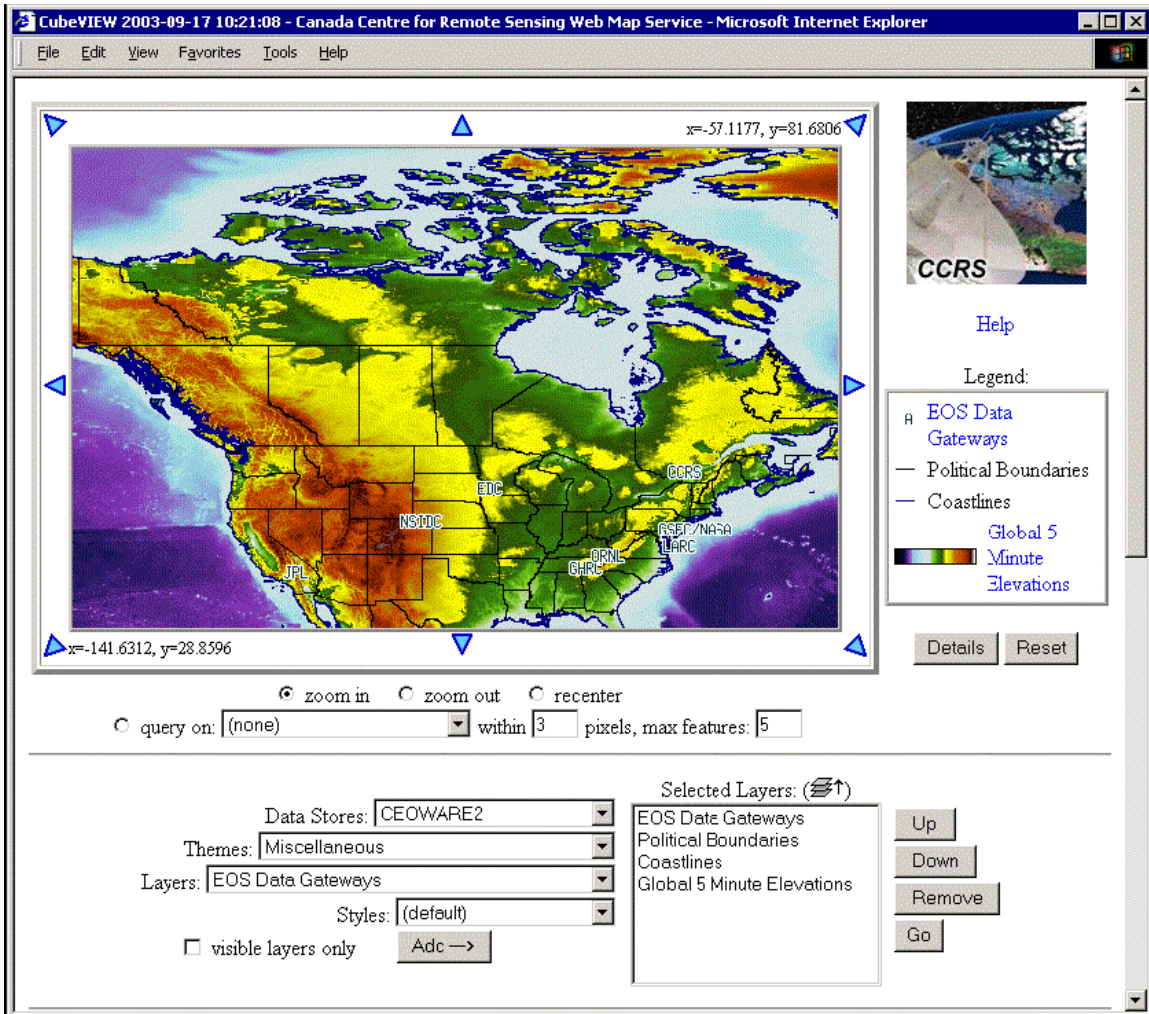 CubeVIEW 2003-09-17 10:21:08 - Canada Centre for Remote Sensing Web Map Service - Microsoft Internet Explorer
File Edit View Favorites Tools Help
x=-57.1177, y=81.6806
CCRS
Help
Legend:
A EOS Data
Gateways
Political Boundaries
Coastlines
Global 5
Minute
Elevations
CCRS
EDC
NSIDC
GSFC/NASA
LARC
ORNL
GHRC
JPL
x=-141.6312, y=28.8596
Details Reset
zoom in zoom out recenter
query on: (none) within 3 pixels, max features: 5
Selected Layers: ( )
Data Stores: CEOWARE2
Themes: Miscellaneous
Layers: EOS Data Gateways
Styles: (default)
visible layers only Adc -->
EOS Data Gateways
Political Boundaries
Coastlines
Global 5 Minute Elevations
Up
Down
Remove
Go